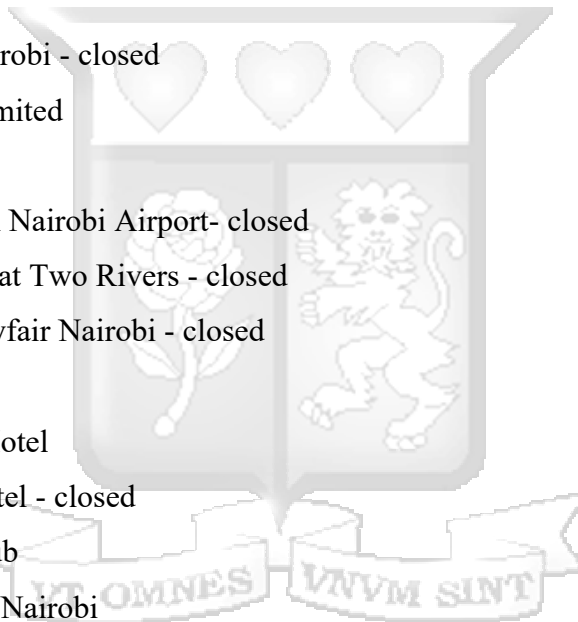 robi - closed
mited
Nairobi Airport- closed
at Two Rivers - closed
yfair Nairobi - closed
otel
tel - closed
b
Nairobi
VT OMNES VNVM SINT